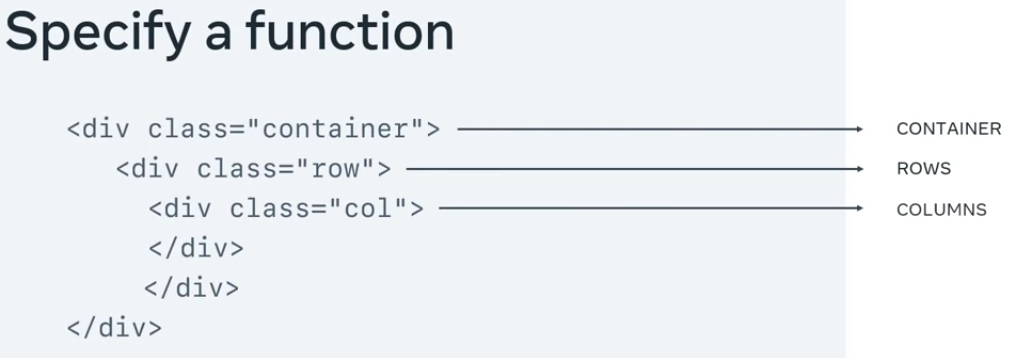 Specify a function
<div class="container"> CONTAINER
<div class="row"> ROWS
<div class="col"> COLUMNS
</div>
</div>
</div>